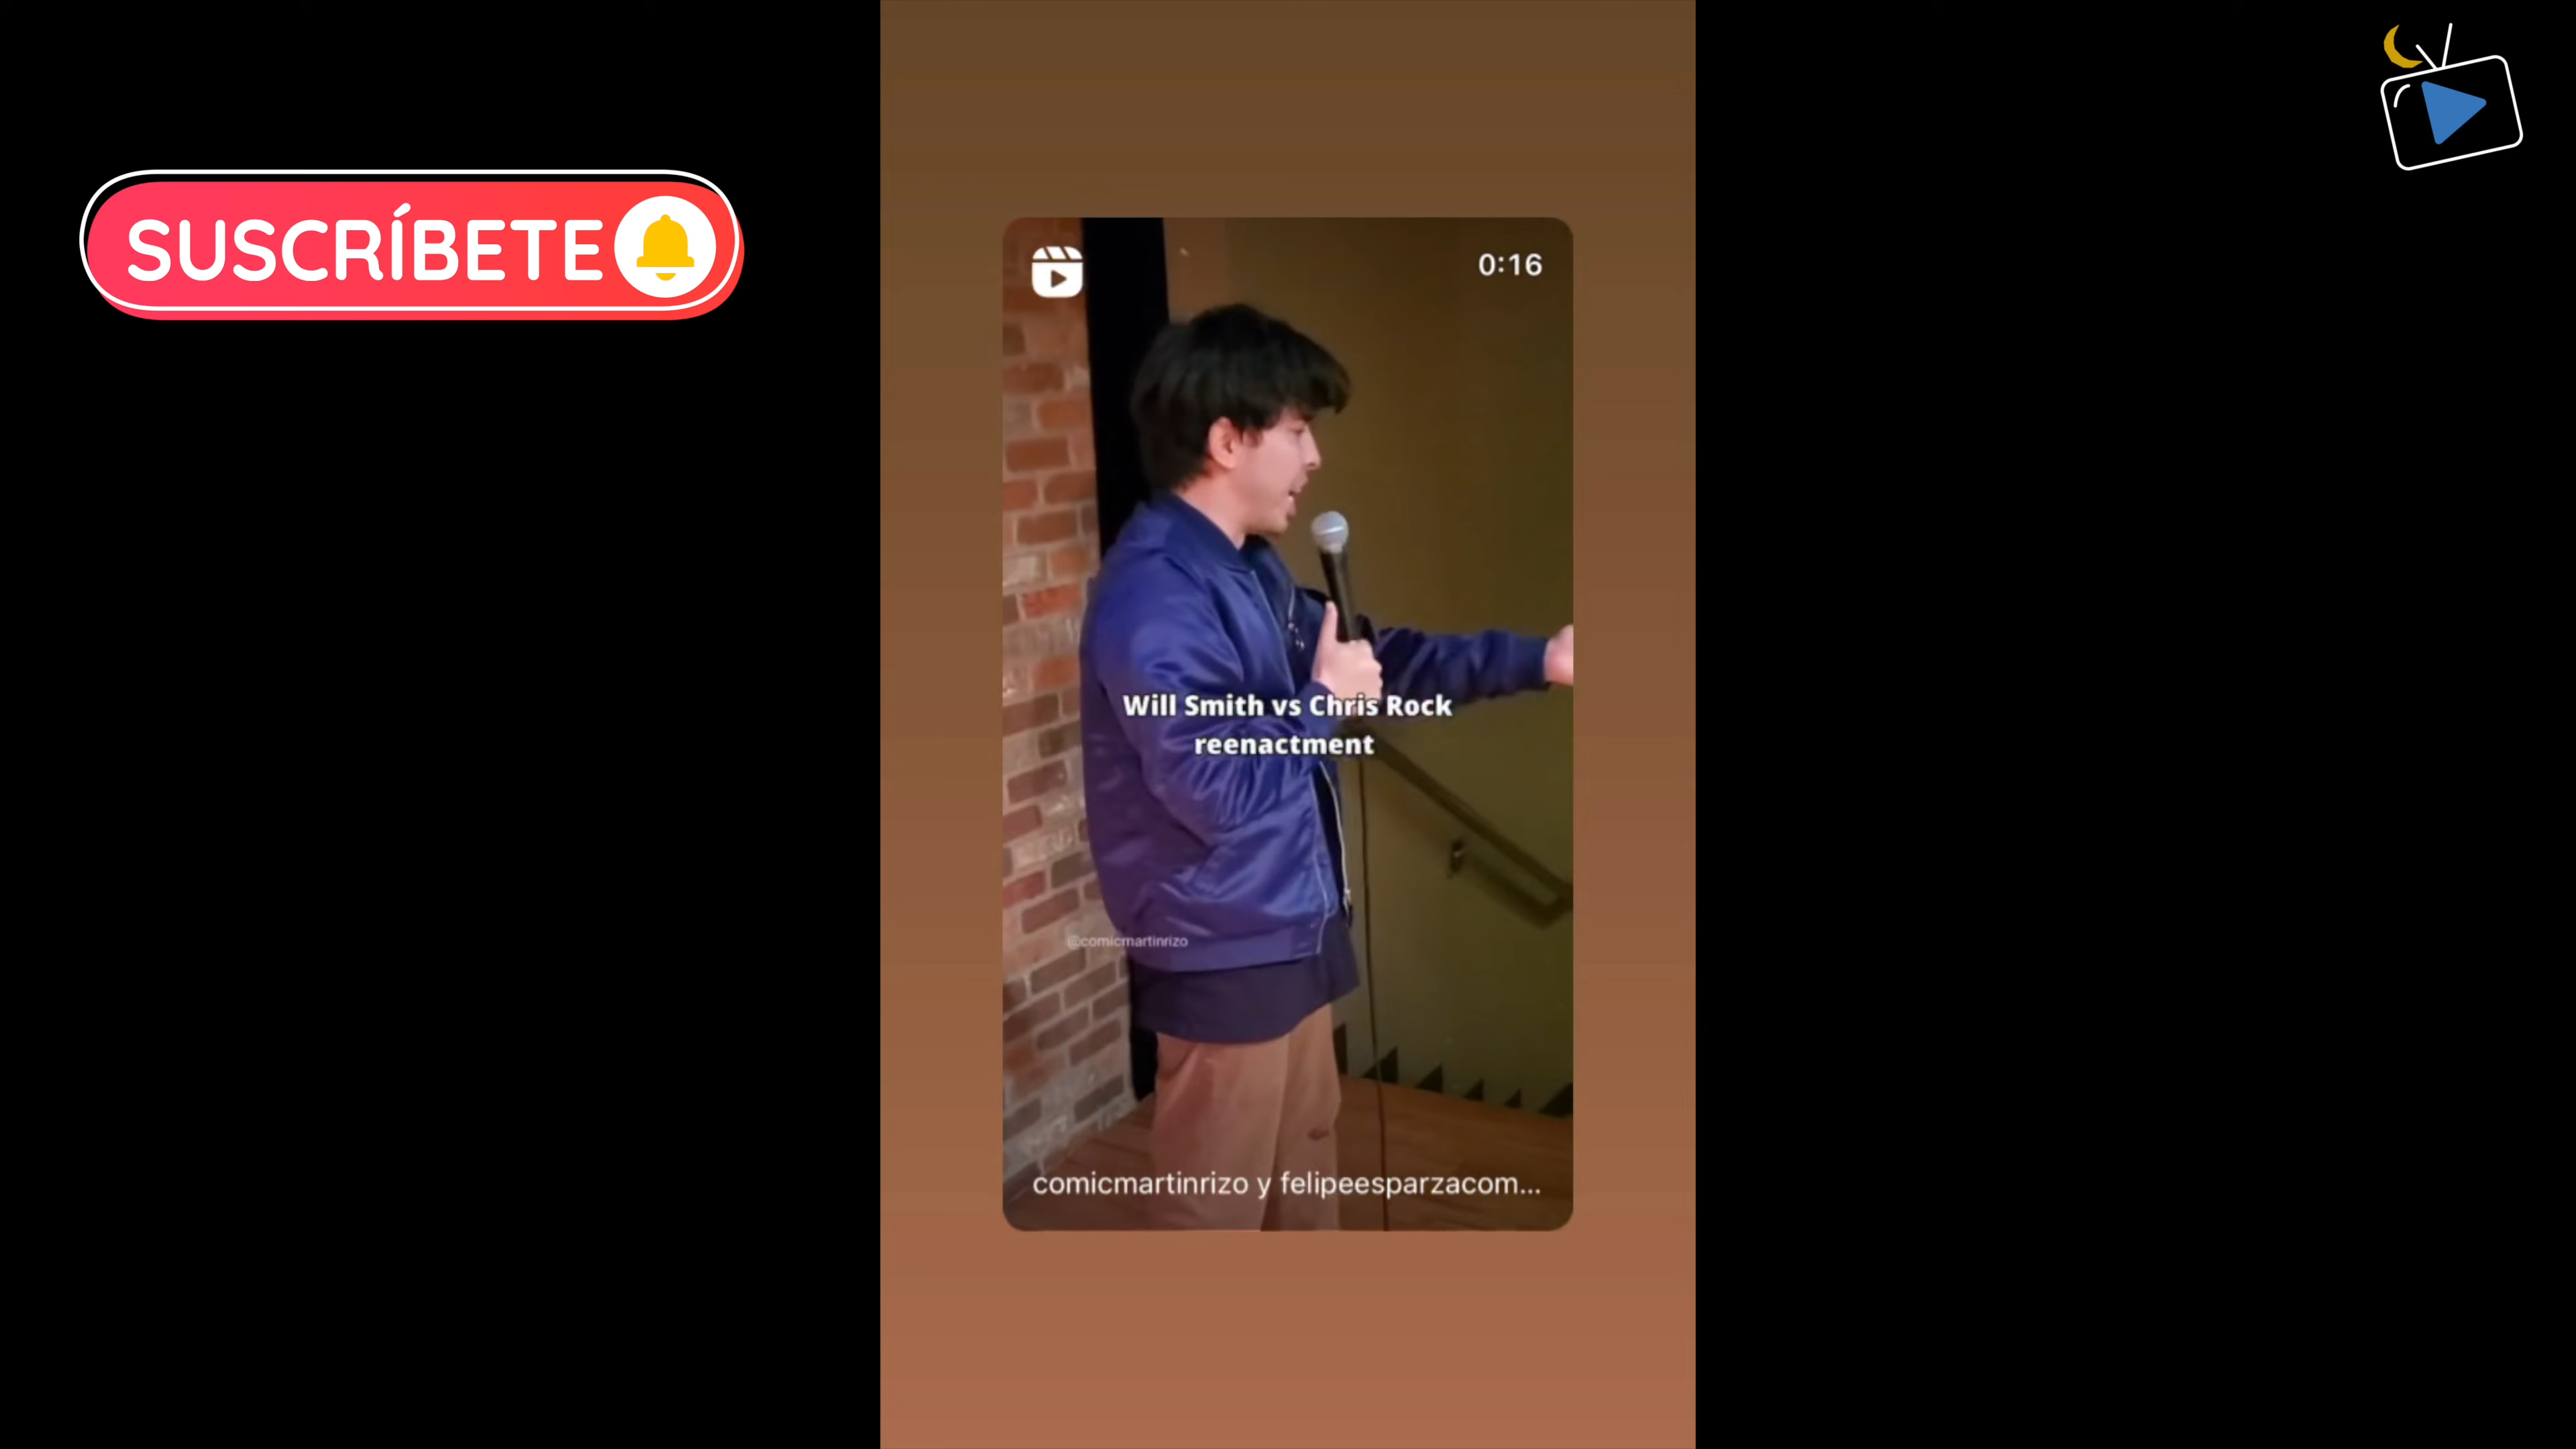 SUSCRÍBETE
0:16
Will Smith vs Chris Rock
reenactment
@comicmartinrizo
comicmartinrizo y felipeesparzacom...